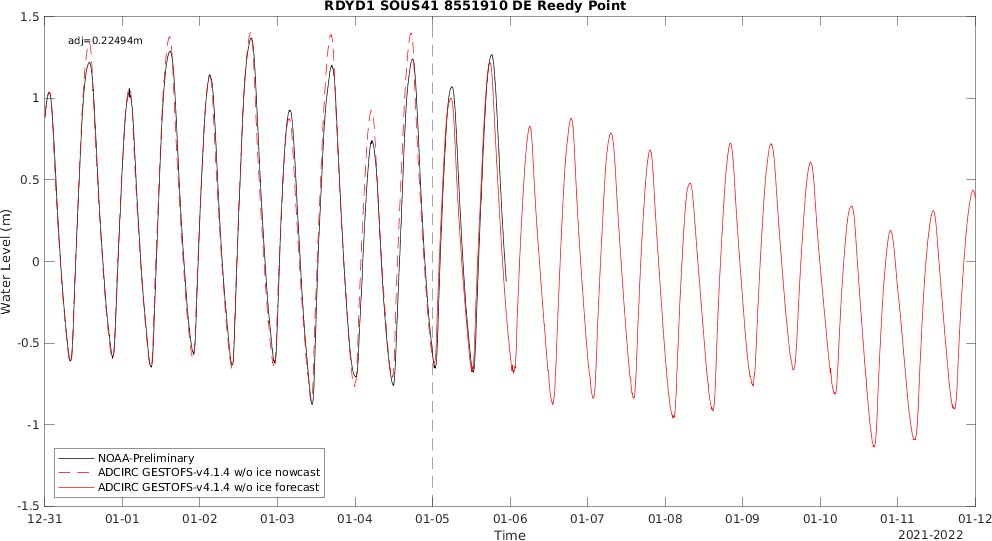 RDYD1 SOUS41 8551910 DE Reedy Point
adj=0.22494m
1.5
1
0.5
0
-0.5
-1
-1.5
Water Level (m)
NOAA-Preliminary
ADCIRC GESTOFS-v4.1.4 w/o ice nowcast
ADCIRC GESTOFS-v4.1.4 w/o ice forecast
12-31 01-01 01-02 01-03 01-04 01-05 01-06 01-07 01-08 01-09 01-10 01-11 01-12
Time
2021-2022